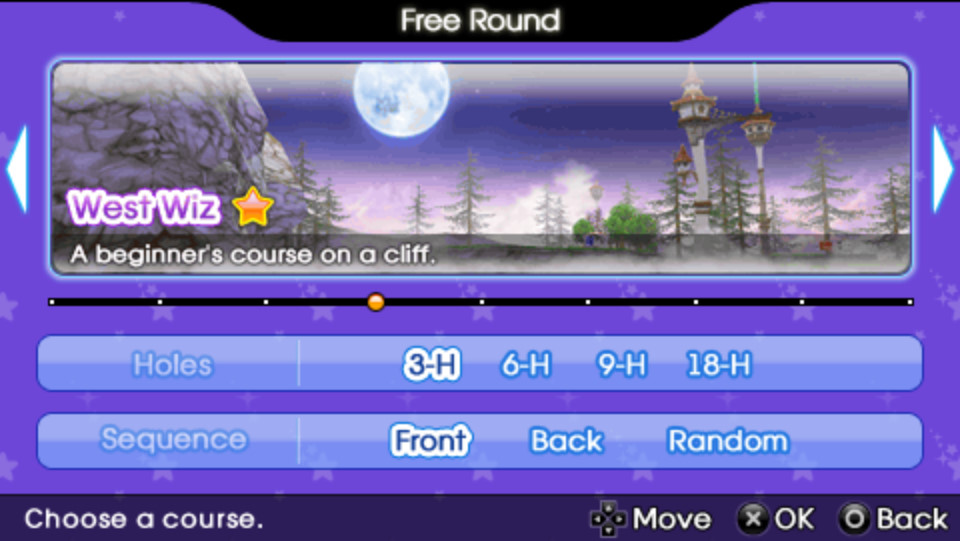 Free Round
West Wiz
A beginner's course on a cliff.
Holes 3-H 6-H 9-H 18-H
Sequence Front Back Random
Choose a course. Move OK Back